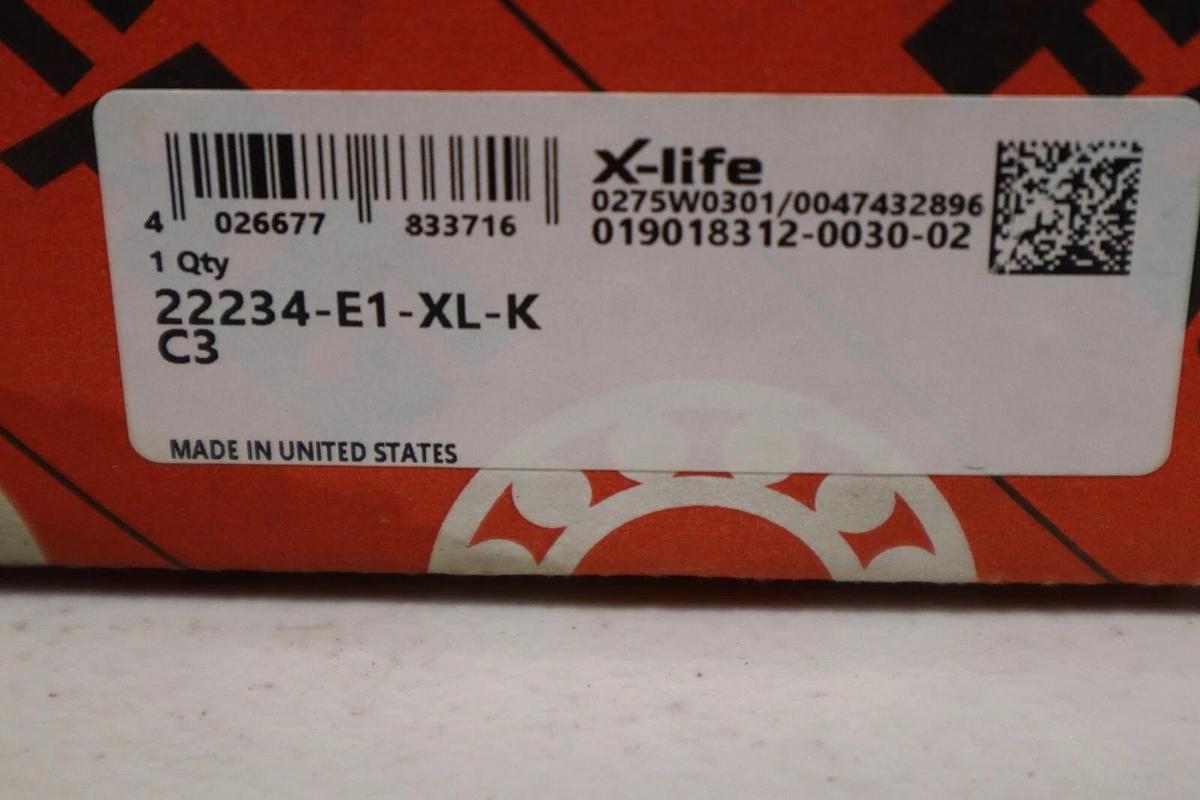 4 026677 833716
1 Qty
22234-E1-XL-K
C3
MADE IN UNITED STATES
X-life
0275W0301/0047432896
019018312-0030-02